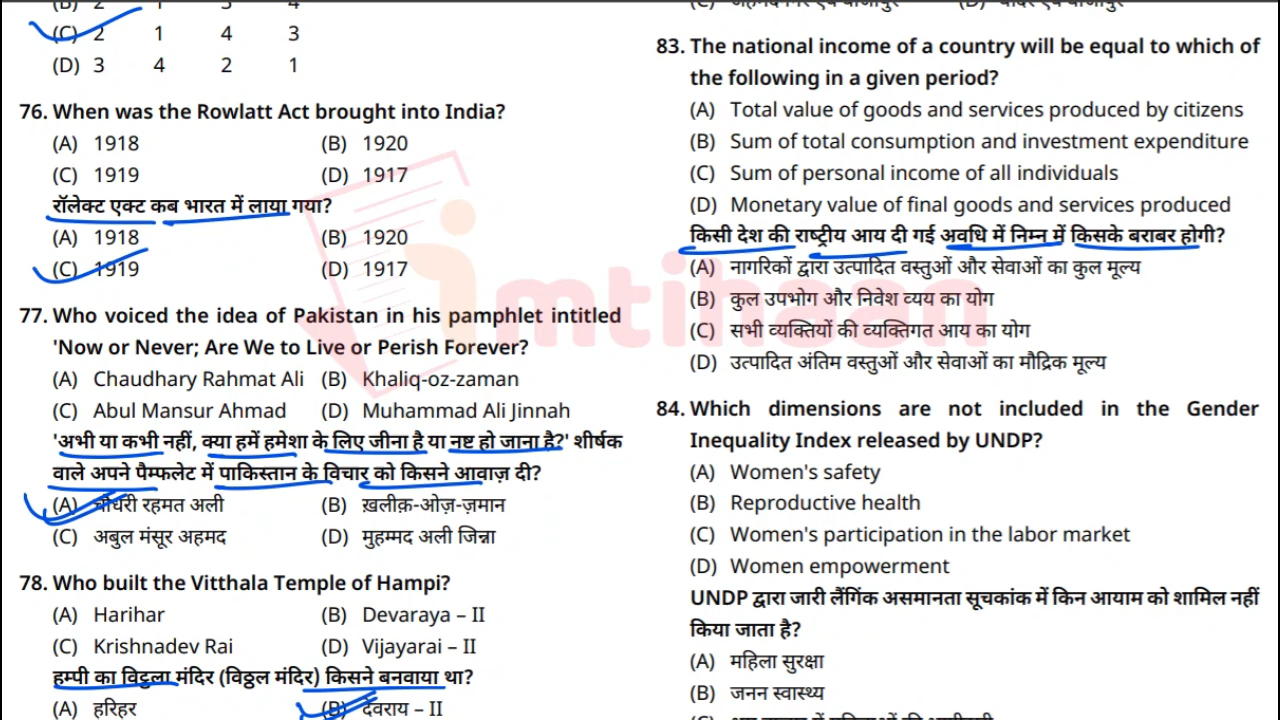 (B) 2 1 3 4
(C) 2 1 4 3
(D) 3 4 2 1
76. When was the Rowlatt Act brought into India?
(A) 1918 (B) 1920
(C) 1919 (D) 1917
रॉलेक्ट एक्ट कब भारत में लाया गया?
(A) 1918 (B) 1920
(C) 1919 (D) 1917
77. Who voiced the idea of Pakistan in his pamphlet intitled
'Now or Never; Are We to Live or Perish Forever?
(A) Chaudhary Rahmat Ali (B) Khaliq-oz-zaman
(C) Abul Mansur Ahmad (D) Muhammad Ali Jinnah
'अभी या कभी नहीं, क्या हमें हमेशा के लिए जीना है या नष्ट हो जाना है?' शीर्षक
वाले अपने पैम्फलेट में पाकिस्तान के विचार को किसने आवाज़ दी?
(A) चौधरी रहमत अली (B) ख़लीक़-ओज़-ज़मान
(C) अबुल मंसूर अहमद (D) मुहम्मद अली जिन्ना
78. Who built the Vitthala Temple of Hampi?
(A) Harihar (B) Devaraya – II
(C) Krishnadev Rai (D) Vijayarai – II
हम्पी का विट्ठला मंदिर (विठ्ठल मंदिर) किसने बनवाया था?
(A) हरिहर (B) देवराय – II
83. The national income of a country will be equal to which of
the following in a given period?
(A) Total value of goods and services produced by citizens
(B) Sum of total consumption and investment expenditure
(C) Sum of personal income of all individuals
(D) Monetary value of final goods and services produced
किसी देश की राष्ट्रीय आय दी गई अवधि में निम्न में किसके बराबर होगी?
(A) नागरिकों द्वारा उत्पादित वस्तुओं और सेवाओं का कुल मूल्य
(B) कुल उपभोग और निवेश व्यय का योग
(C) सभी व्यक्तियों की व्यक्तिगत आय का योग
(D) उत्पादित अंतिम वस्तुओं और सेवाओं का मौद्रिक मूल्य
84. Which dimensions are not included in the Gender
Inequality Index released by UNDP?
(A) Women's safety
(B) Reproductive health
(C) Women's participation in the labor market
(D) Women empowerment
UNDP द्वारा जारी लैंगिंक असमानता सूचकांक में किन आयाम को शामिल नहीं
किया जाता है?
(A) महिला सुरक्षा
(B) जनन स्वास्थ्य
imtihaan